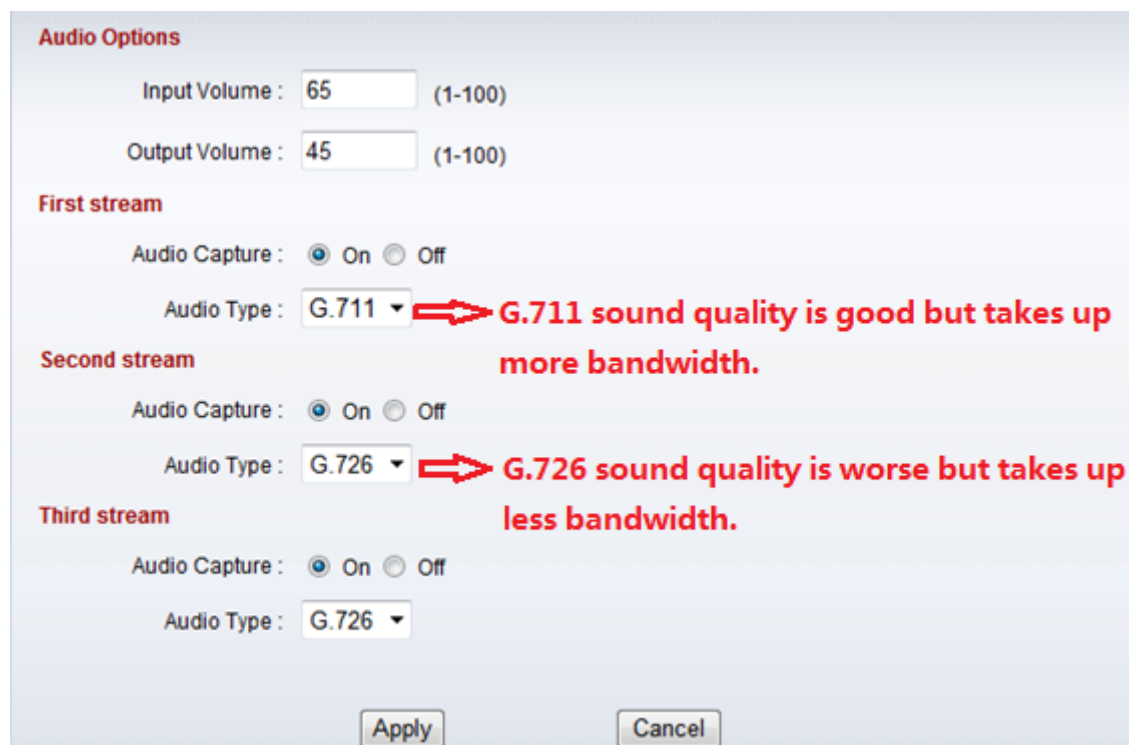 Audio Options
Input Volume : 65 (1-100)
Output Volume : 45 (1-100)
First stream
Audio Capture : On Off
Audio Type : G.711 G.711 sound quality is good but takes up
more bandwidth.
Second stream
Audio Capture : On Off
Audio Type : G.726 G.726 sound quality is worse but takes up
less bandwidth.
Third stream
Audio Capture : On Off
Audio Type : G.726
Apply Cancel